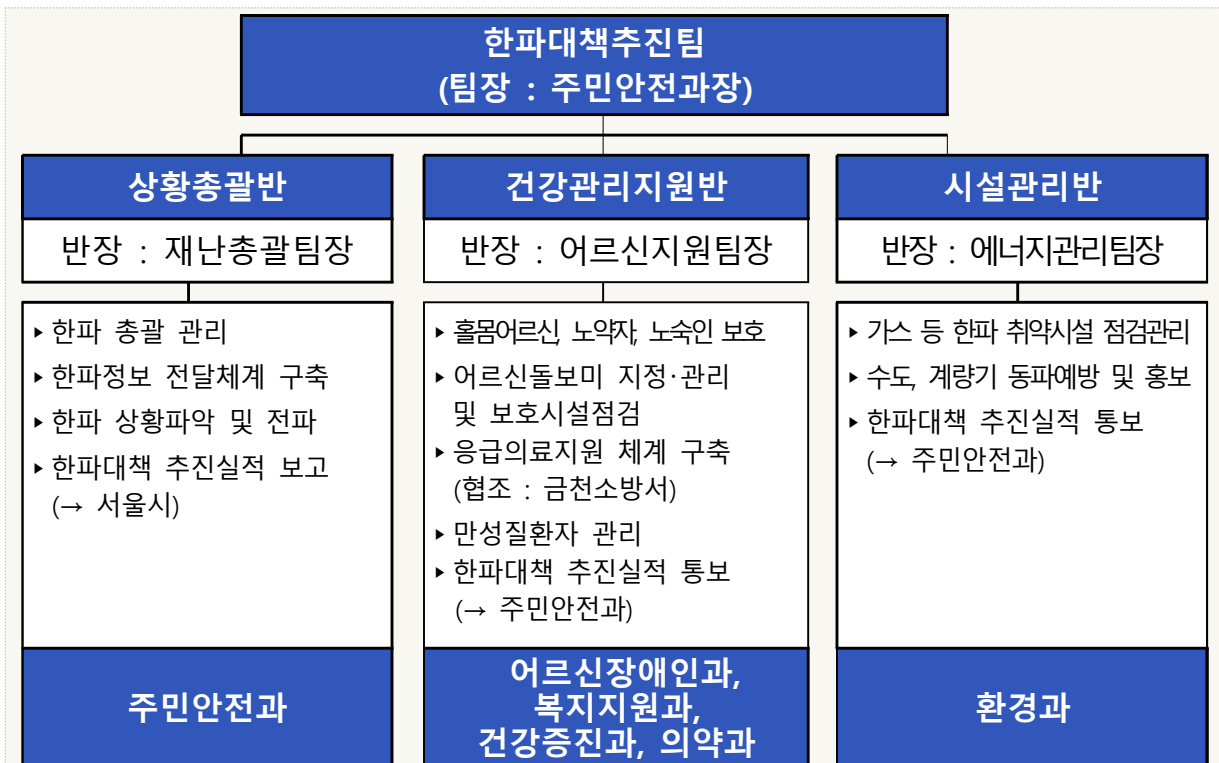 한파대책추진팀
(팀장 : 주민안전과장)
상황총괄반
반장 : 재난총괄팀장
▸한파 총괄 관리
▸한파정보 전달체계 구축
▸한파 상황파악 및 전파
▸한파대책 추진실적 보고
(→ 서울시)
주민안전과
건강관리지원반
반장 : 어르신지원팀장
▸홀몸어르신, 노약자, 노숙인 보호
▸어르신돌보미 지정·관리
및 보호시설점검
▸응급의료지원 체계 구축
(협조 : 금천소방서)
▸만성질환자 관리
▸한파대책 추진실적 통보
(→ 주민안전과)
어르신장애인과,
복지지원과,
건강증진과, 의약과
시설관리반
반장 : 에너지관리팀장
▸가스 등 한파 취약시설 점검관리
▸수도, 계량기 동파예방 및 홍보
▸한파대책 추진실적 통보
(→ 주민안전과)
환경과